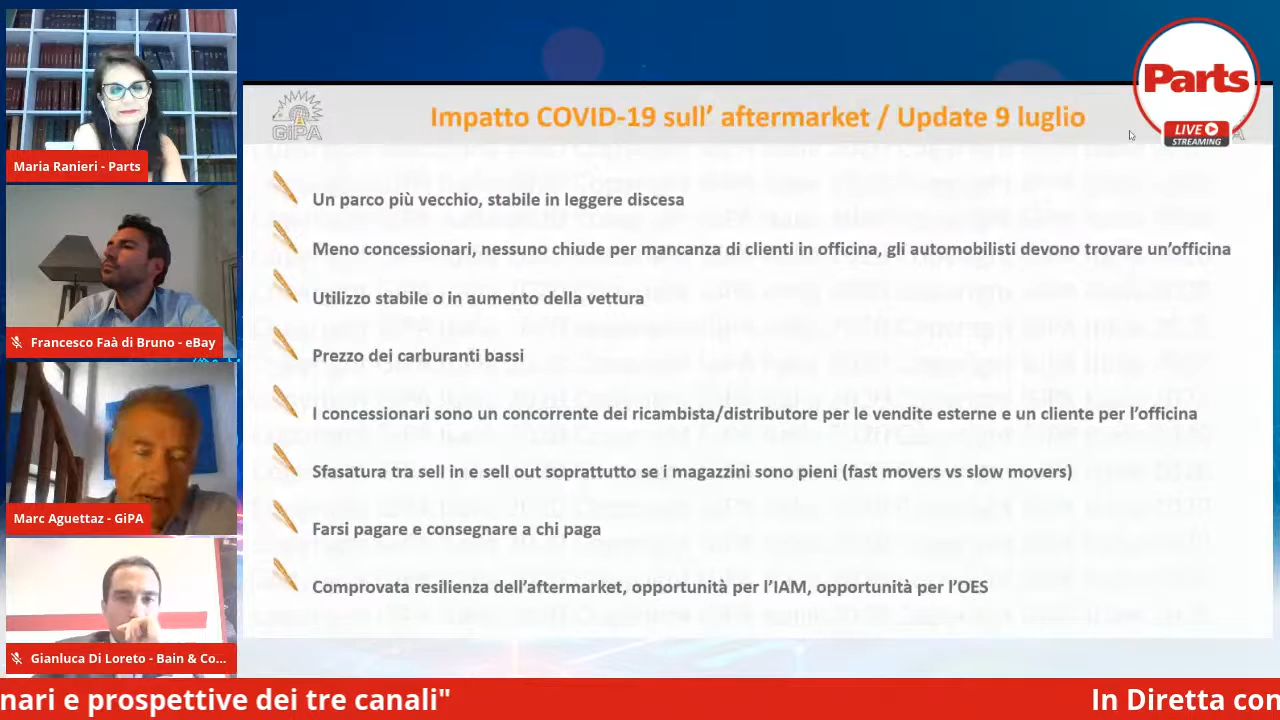 Maria Ranieri - Parts
Francesco Faà di Bruno - eBay
Marc Aguettaz - GiPA
Gianluca Di Loreto - Bain & Co...
GiPA
Impatto COVID-19 sull’ aftermarket / Update 9 luglio
Parts
LIVE
STREAMING
Un parco più vecchio, stabile in leggere discesa
Meno concessionari, nessuno chiude per mancanza di clienti in officina, gli automobilisti devono trovare un’officina
Utilizzo stabile o in aumento della vettura
Prezzo dei carburanti bassi
I concessionari sono un concorrente dei ricambista/distributore per le vendite esterne e un cliente per l’officina
Sfasatura tra sell in e sell out soprattutto se i magazzini sono pieni (fast movers vs slow movers)
Farsi pagare e consegnare a chi paga
Comprovata resilienza dell’aftermarket, opportunità per l’IAM, opportunità per l’OES
nari e prospettive dei tre canali"
In Diretta con